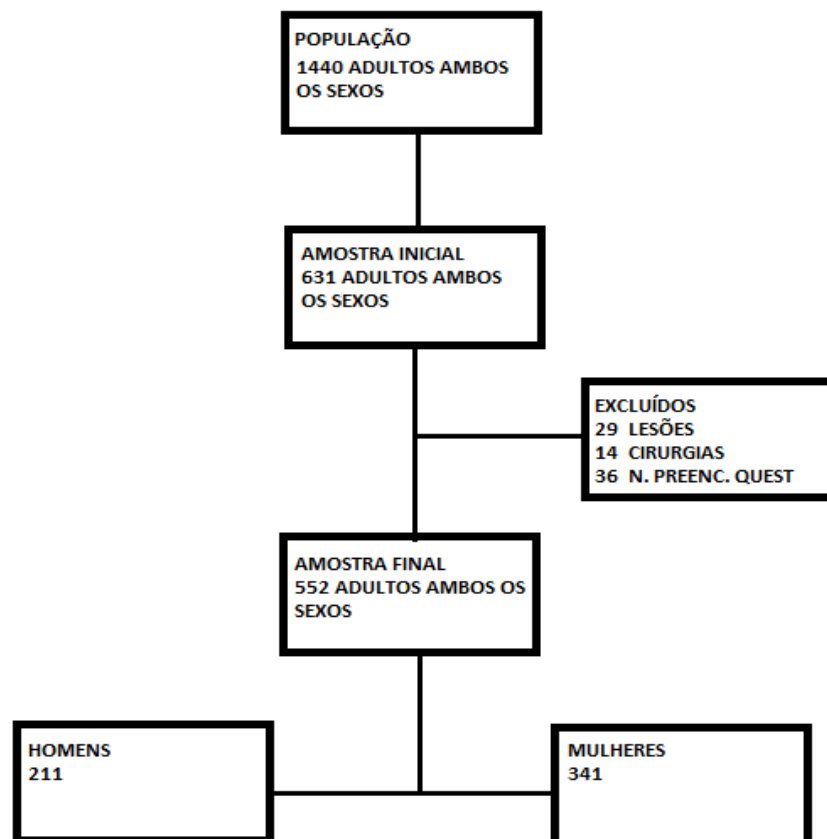 POPULAÇÃO
1440 ADULTOS AMBOS
OS SEXOS
AMOSTRA INICIAL
631 ADULTOS AMBOS
OS SEXOS
EXCLUÍDOS
29 LESÕES
14 CIRURGIAS
36 N. PREENC. QUEST
AMOSTRA FINAL
552 ADULTOS AMBOS OS
SEXOS
HOMENS
211
MULHERES
341